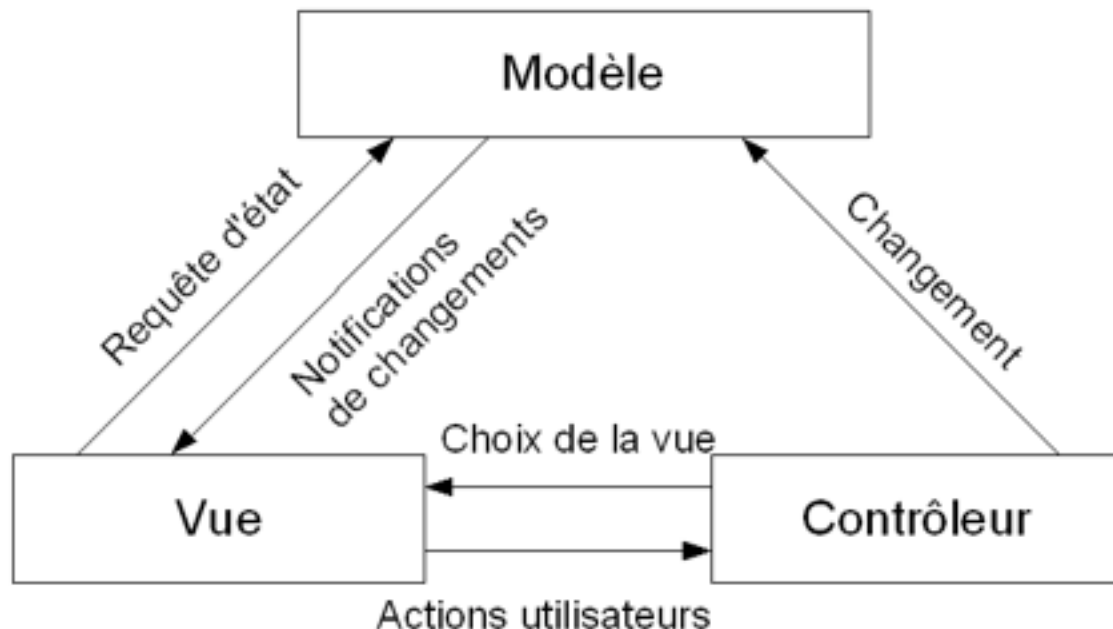 Modèle
Requête d'état
Notifications
de changements
Changement
Choix de la vue
Vue
Contrôleur
Actions utilisateurs